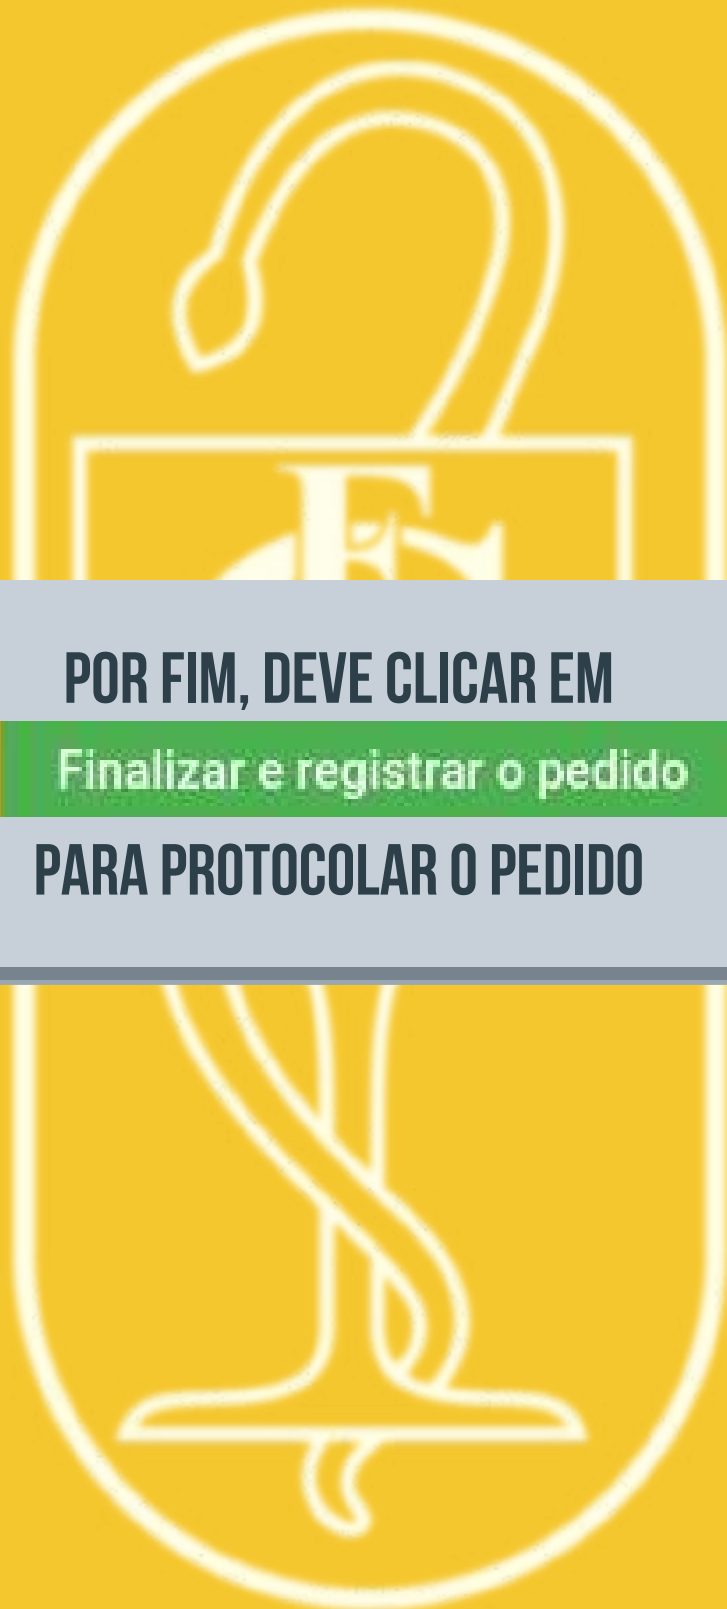 POR FIM, DEVE CLICAR EM
Finalizar e registrar o pedido
PARA PROTOCOLAR O PEDIDO